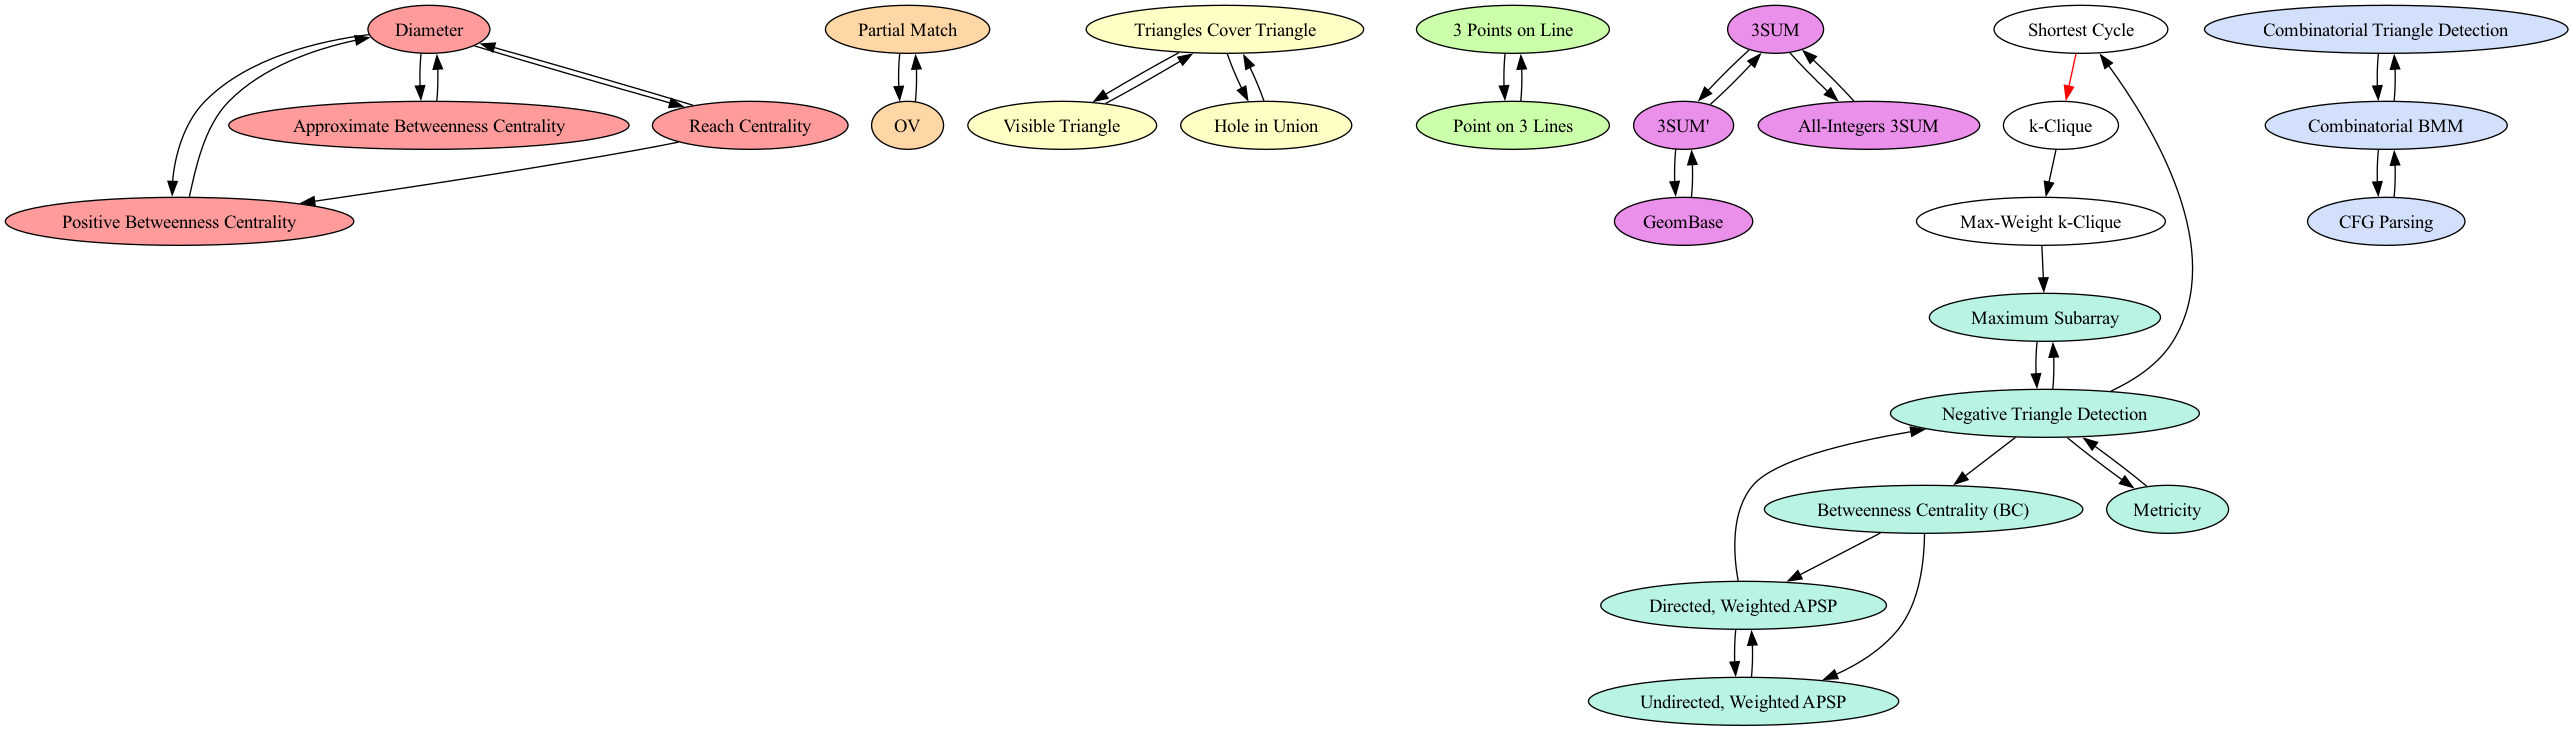 Diameter
Partial Match
Triangles Cover Triangle
3 Points on Line
3SUM
Shortest Cycle
Combinatorial Triangle Detection
Approximate Betweenness Centrality
Reach Centrality
OV
Visible Triangle
Hole in Union
Point on 3 Lines
3SUM'
All-Integers 3SUM
k-Clique
Combinatorial BMM
Positive Betweenness Centrality
GeomBase
Max-Weight k-Clique
CFG Parsing
Maximum Subarray
Negative Triangle Detection
Betweenness Centrality (BC)
Metricity
Directed, Weighted APSP
Undirected, Weighted APSP